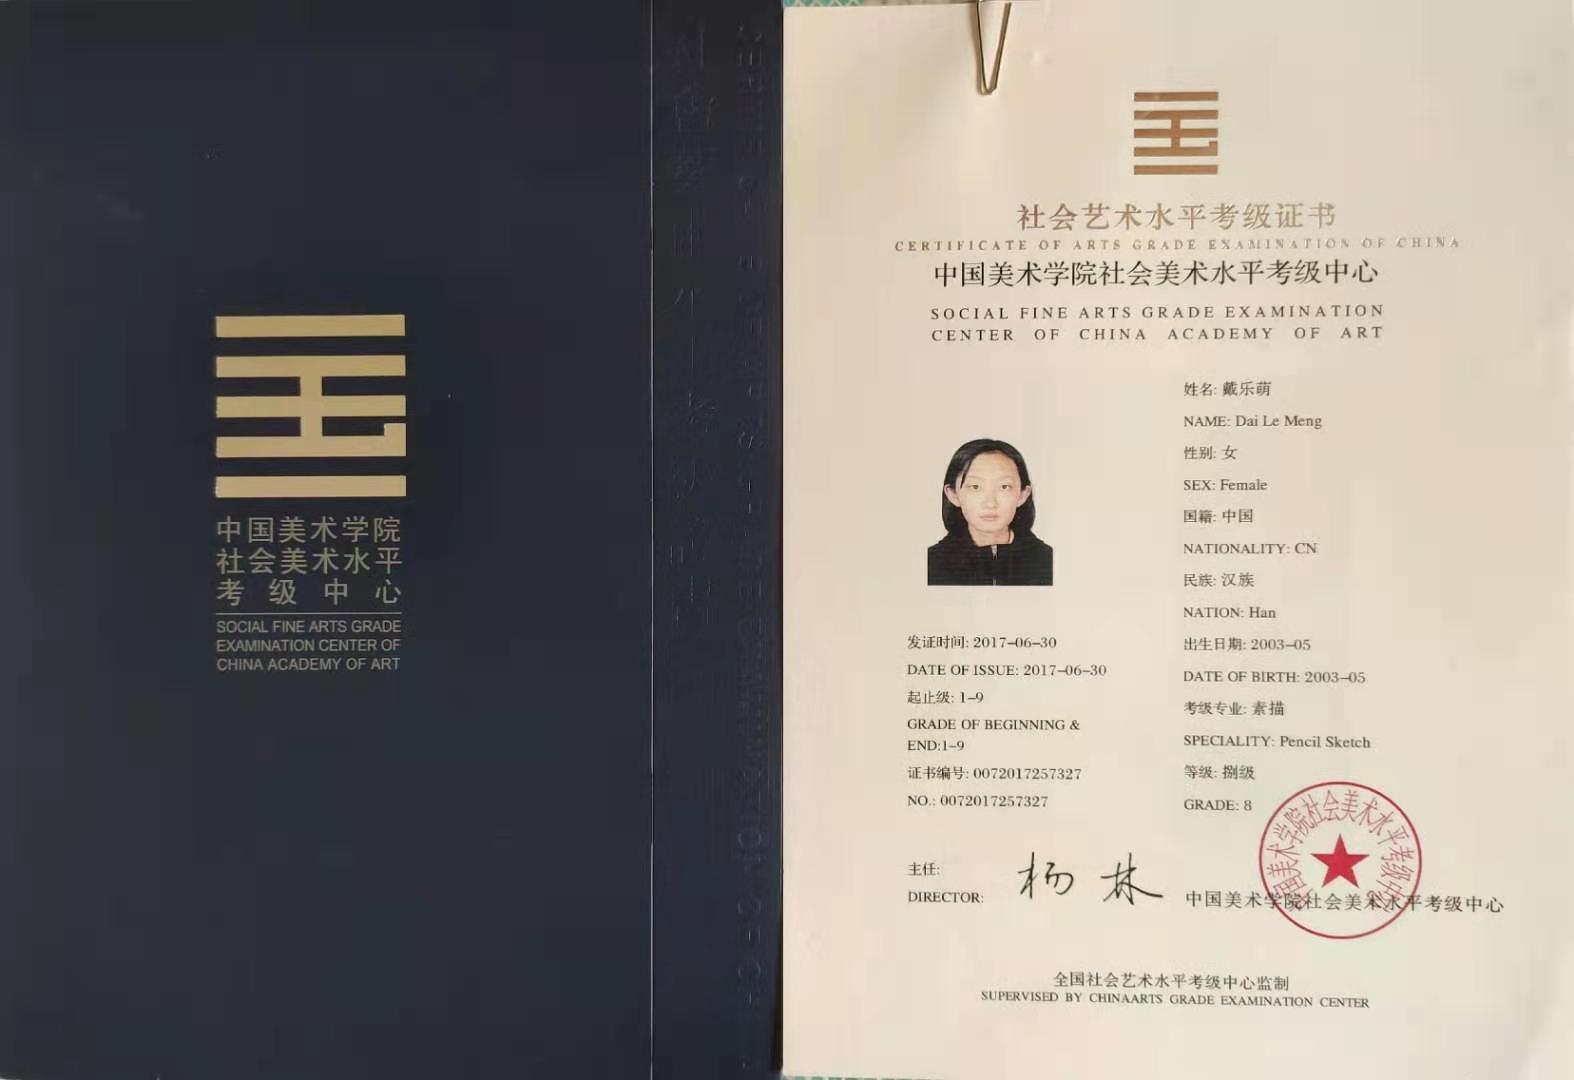 中国美术学院
社会美术水平
考级中心
SOCIAL FINE ARTS GRADE
EXAMINATION CENTER OF
CHINA ACADEMY OF ART
社会艺术水平考级证书
CERTIFICATE OF ARTS GRADE EXAMINATION OF CHINA
中国美术学院社会美术水平考级中心
SOCIAL FINE ARTS GRADE EXAMINATION
CENTER OF CHINA ACADEMY OF ART
姓名: 戴乐萌
NAME: Dai Le Meng
性别: 女
SEX: Female
国籍: 中国
NATIONALITY: CN
民族: 汉族
NATION: Han
出生日期: 2003-05
DATE OF BIRTH: 2003-05
考级专业: 素描
SPECIALITY: Pencil Sketch
等级: 捌级
GRADE: 8
发证时间: 2017-06-30
DATE OF ISSUE: 2017-06-30
起止级: 1-9
GRADE OF BEGINNING &
END:1-9
证书编号: 0072017257327
NO.: 0072017257327
主任:
DIRECTOR:
杨林
中国美术学院社会美术水平考级中心
中国美术学院社会美术水平考级中心
全国社会艺术水平考级中心监制
SUPERVISED BY CHINAARTS GRADE EXAMINATION CENTER